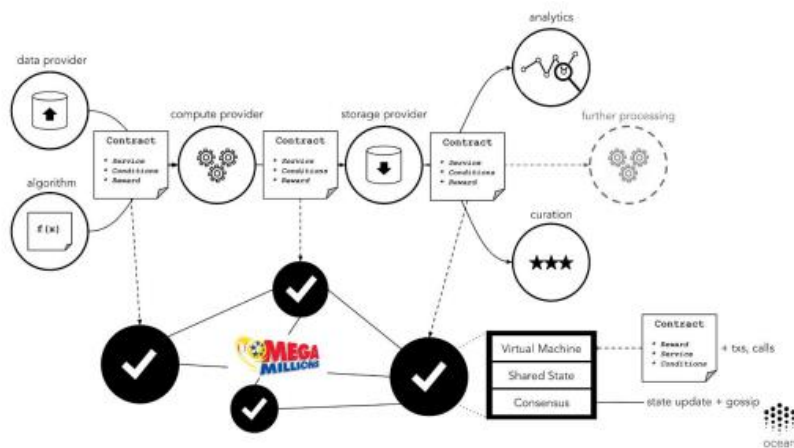 analytics
data provider
compute provider
storage provider
further processing
Contract
• Service
• Conditions
• Reward
Contract
• Service
• Conditions
• Reward
Contract
• Service
• Conditions
• Reward
algorithm
f(x)
curation
MEGA
MILLIONS
Contract
• Reward
• Service
• Conditions
+ txs, calls
Virtual Machine
Shared State
Consensus
state update + gossip
ocean